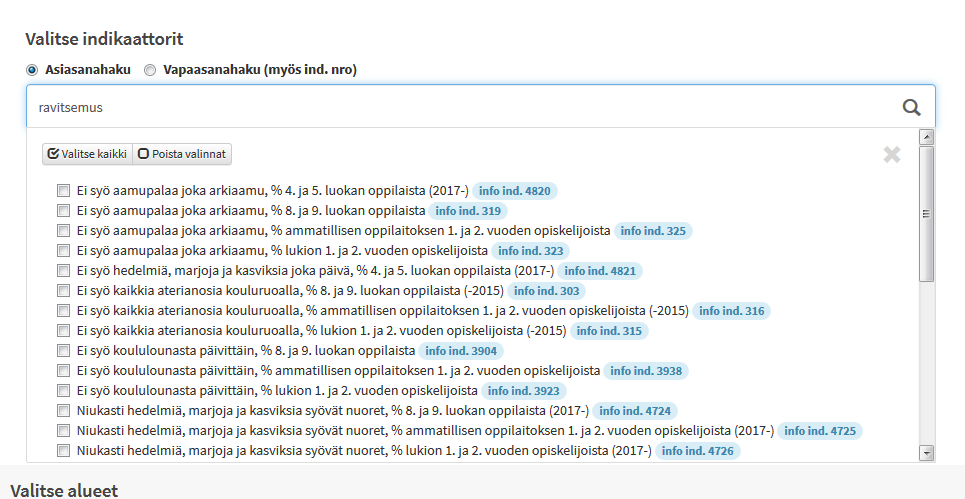 Valitse indikaattorit
Asiasanahaku Vapaasanahaku (myös ind. nro)
ravitsemus
Valitse kaikki Poista valinnat
Ei syö aamupalaa joka arkiaamu, % 4. ja 5. luokan oppilaista (2017-) info ind. 4820
Ei syö aamupalaa joka arkiaamu, % 8. ja 9. luokan oppilaista info ind. 319
Ei syö aamupalaa joka arkiaamu, % ammatillisen oppilaitoksen 1. ja 2. vuoden opiskelijoista info ind. 325
Ei syö aamupalaa joka arkiaamu, % lukion 1. ja 2. vuoden opiskelijoista info ind. 323
Ei syö hedelmiä, marjoja ja kasviksia joka päivä, % 4. ja 5. luokan oppilaista (2017-) info ind. 4821
Ei syö kaikkia aterianosia kouluruoalla, % 8. ja 9. luokan oppilaista (-2015) info ind. 303
Ei syö kaikkia aterianosia kouluruoalla, % ammatillisen oppilaitoksen 1. ja 2. vuoden opiskelijoista (-2015) info ind. 316
Ei syö kaikkia aterianosia kouluruoalla, % lukion 1. ja 2. vuoden opiskelijoista (-2015) info ind. 315
Ei syö koululounasta päivittäin, % 8. ja 9. luokan oppilaista info ind. 3904
Ei syö koululounasta päivittäin, % ammatillisen oppilaitoksen 1. ja 2. vuoden opiskelijoista info ind. 3938
Ei syö koululounasta päivittäin, % lukion 1. ja 2. vuoden opiskelijoista info ind. 3923
Niukasti hedelmiä, marjoja ja kasviksia syövät nuoret, % 8. ja 9. luokan oppilaista (2017-) info ind. 4724
Niukasti hedelmiä, marjoja ja kasviksia syövät nuoret, % ammatillisen oppilaitoksen 1. ja 2. vuoden opiskelijoista (2017-) info ind. 4725
Niukasti hedelmiä, marjoja ja kasviksia syövät nuoret, % lukion 1. ja 2. vuoden opiskelijoista (2017-) info ind. 4726
Valitse alueet